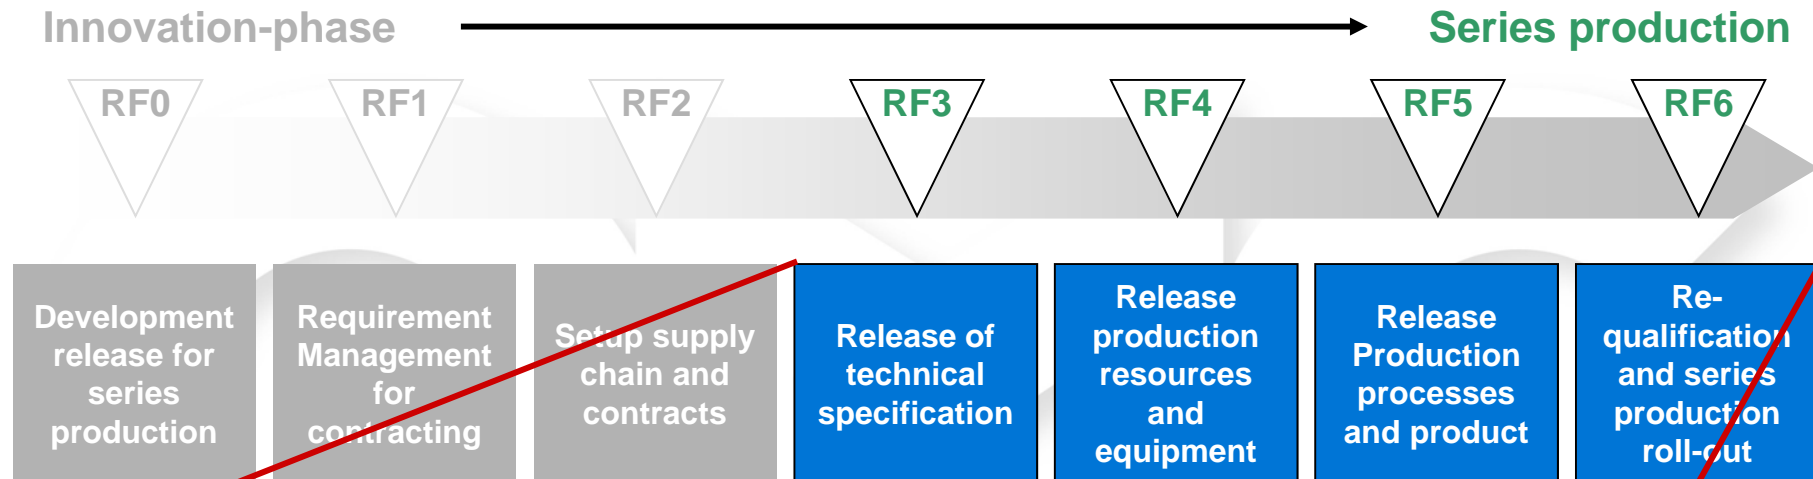 Innovation-phase
Series production
RF0
RF1
RF2
RF3
RF4
RF5
RF6
Development
release for
series
production
Requirement
Management
for
contracting
Setup supply
chain and
contracts
Release of
technical
specification
Release
production
resources
and
equipment
Release
Production
processes
and product
Re-
qualification
and series
production
roll-out